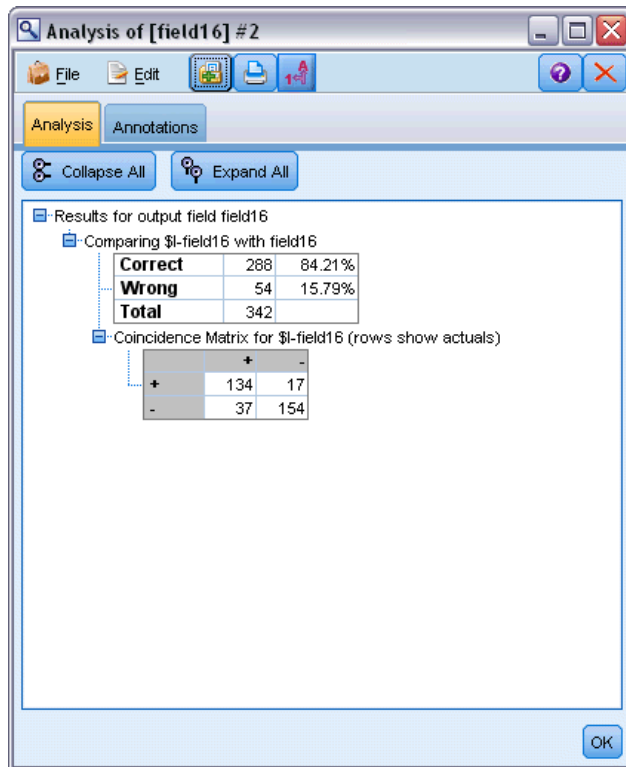 Analysis of [field16] #2
File Edit
Analysis Annotations
Collapse All Expand All
Results for output field field16
Comparing $I-field16 with field16
Correct 288 84.21%
Wrong 54 15.79%
Total 342
Coincidence Matrix for $I-field16 (rows show actuals)
+ -
+ 134 17
- 37 154
OK